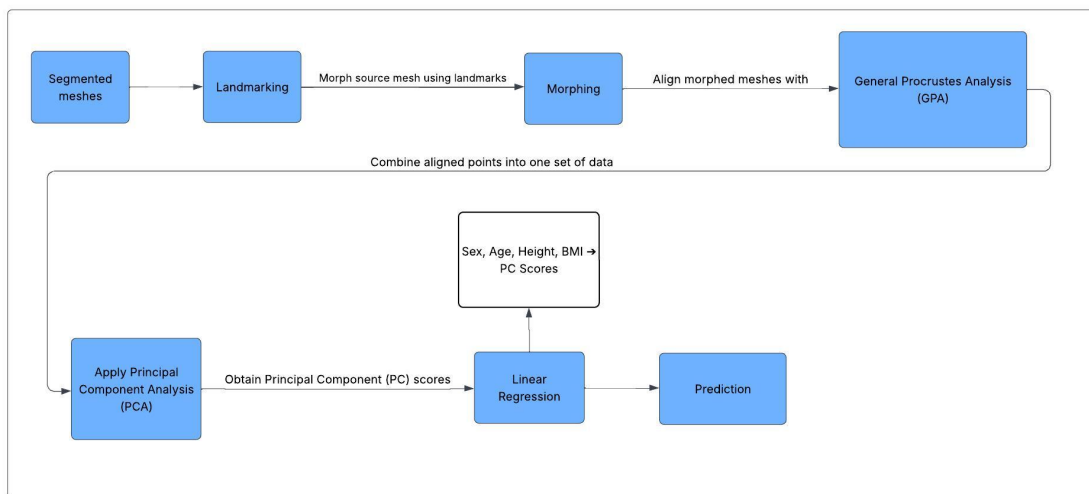 Segmented
meshes
Landmarking
Morph source mesh using landmarks
Morphing
Align morphed meshes with
General Procrustes Analysis
(GPA)
Combine aligned points into one set of data
Sex, Age, Height, BMI ➔
PC Scores
Apply Principal
Component Analysis
(PCA)
Obtain Principal Component (PC) scores
Linear
Regression
Prediction